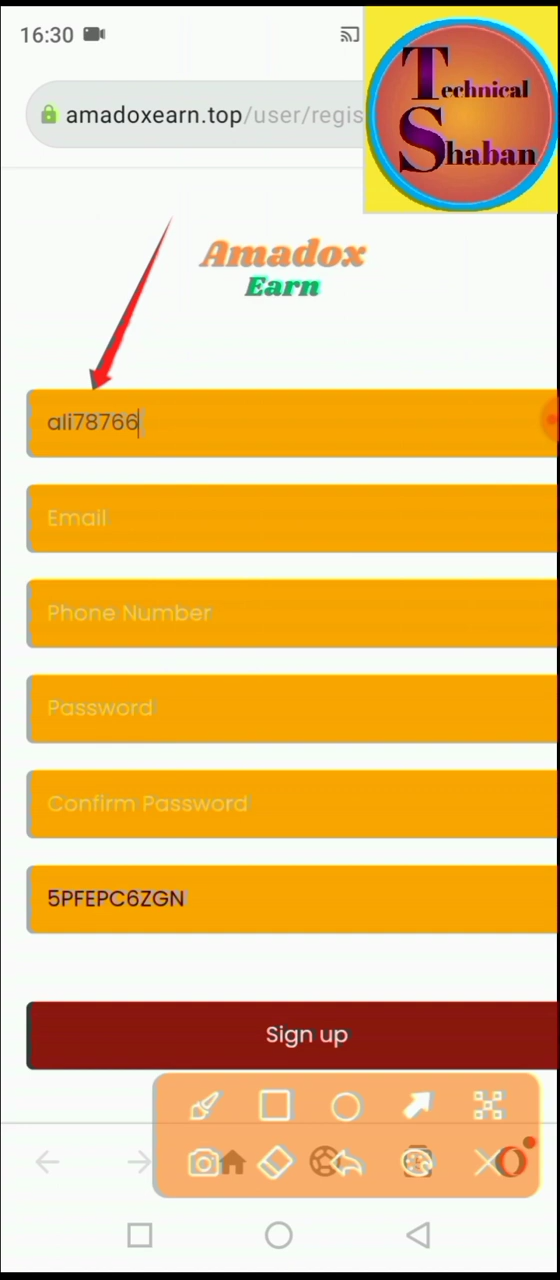 16:30
amadoxearn.top/user/regis
Technical
Shaban
Amadox
Earn
ali78766
Email
Phone Number
Password
Confirm Password
5PFEPC6ZGN
Sign up